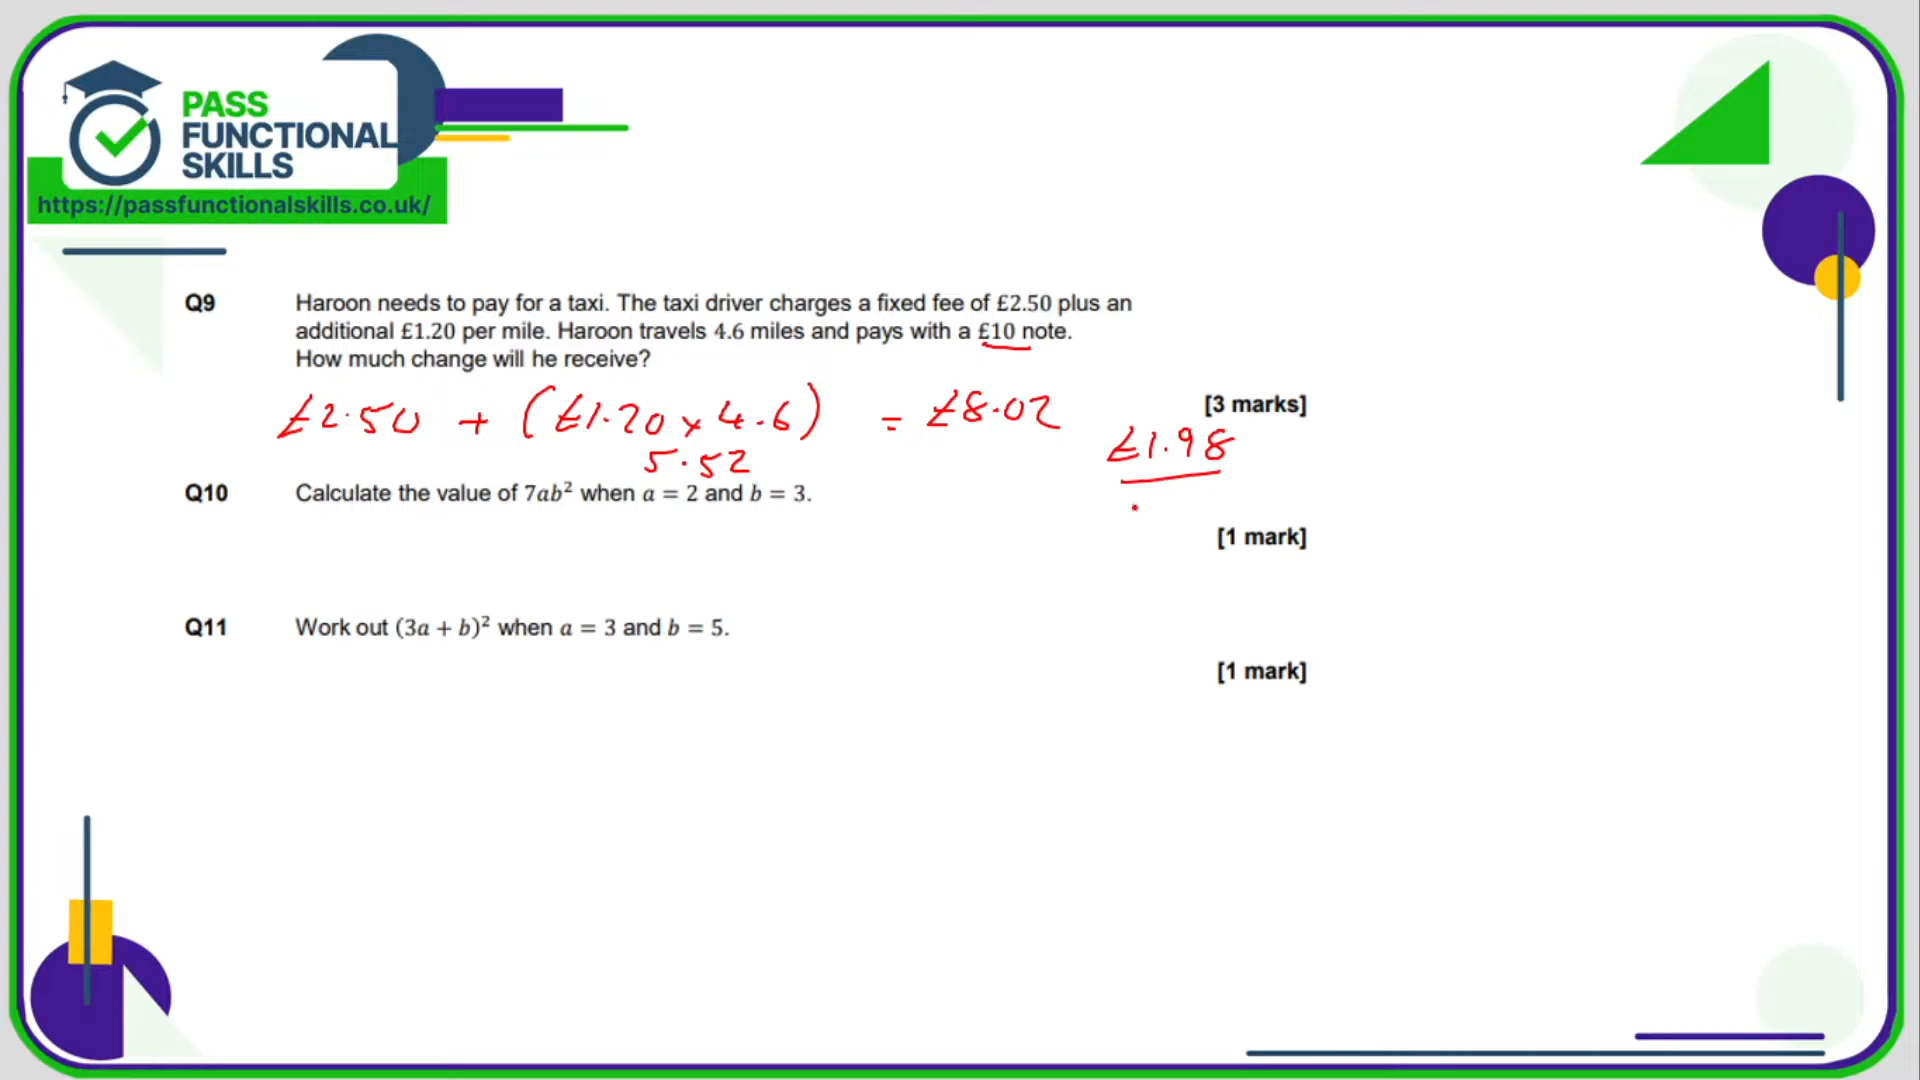 PASS
FUNCTIONAL
SKILLS
https://passfunctionalskills.co.uk/
Q9 Haroon needs to pay for a taxi. The taxi driver charges a fixed fee of £2.50 plus an
additional £1.20 per mile. Haroon travels 4.6 miles and pays with a £10 note.
How much change will he receive?
[3 marks]
£2.50 + (£1.20 × 4.6) = £8.02
£1.98
5.52
Q10 Calculate the value of 7ab² when a = 2 and b = 3.
[1 mark]
Q11 Work out (3a + b)² when a = 3 and b = 5.
[1 mark]